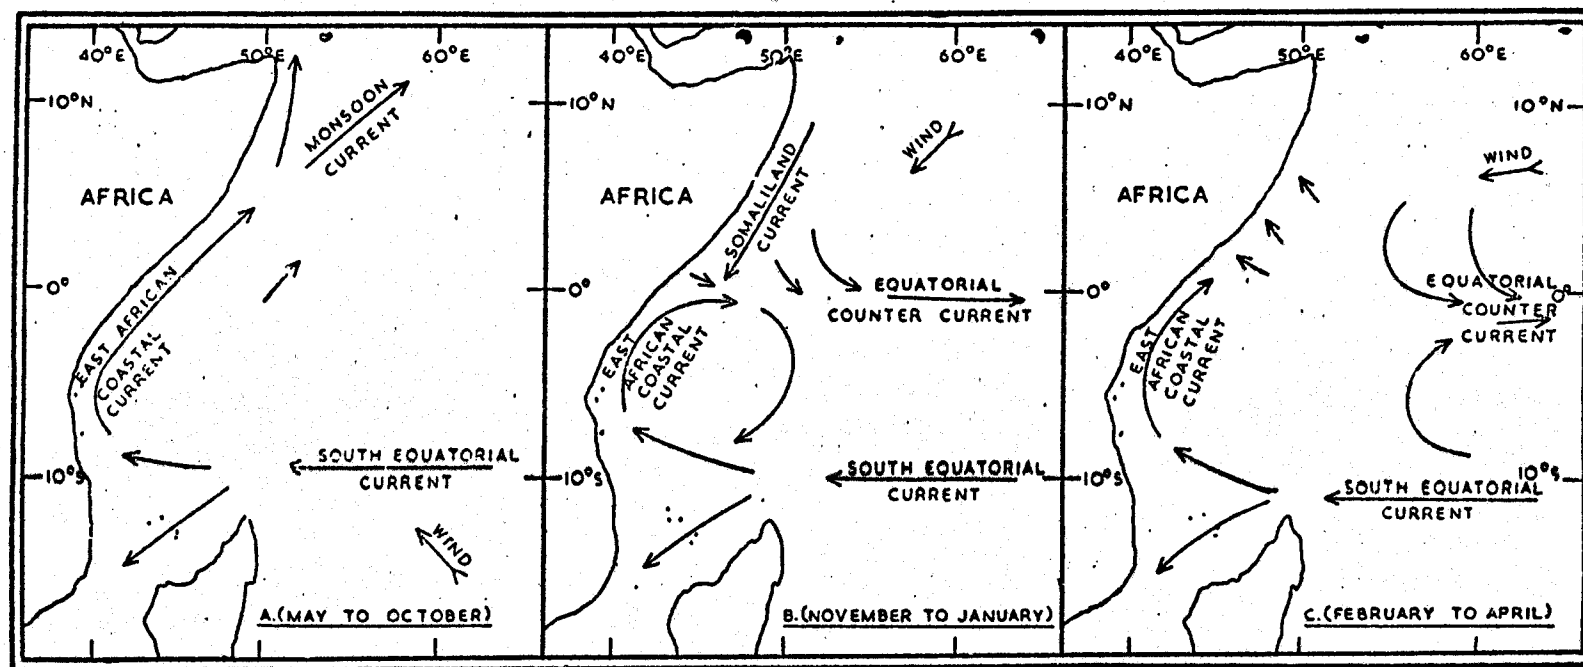 40°E 50°E 60°E
10°N
MONSOON
CURRENT
AFRICA
EAST AFRICAN
COASTAL
CURRENT
0°
SOUTH EQUATORIAL
CURRENT
10°S
WIND
A.(MAY TO OCTOBER)
40°E 50°E 60°E
10°N
WIND
AFRICA
SOMALILAND
CURRENT
0°
EQUATORIAL
COUNTER CURRENT
EAST
AFRICAN
COASTAL
CURRENT
10°S
SOUTH EQUATORIAL
CURRENT
B.(NOVEMBER TO JANUARY)
40°E 50°E 60°E
10°N 10°N
WIND
AFRICA
0° 0°
EQUATORIAL
COUNTER
CURRENT
EAST
AFRICAN
COASTAL
CURRENT
10°S 10°S
SOUTH EQUATORIAL
CURRENT
C.(FEBRUARY TO APRIL)